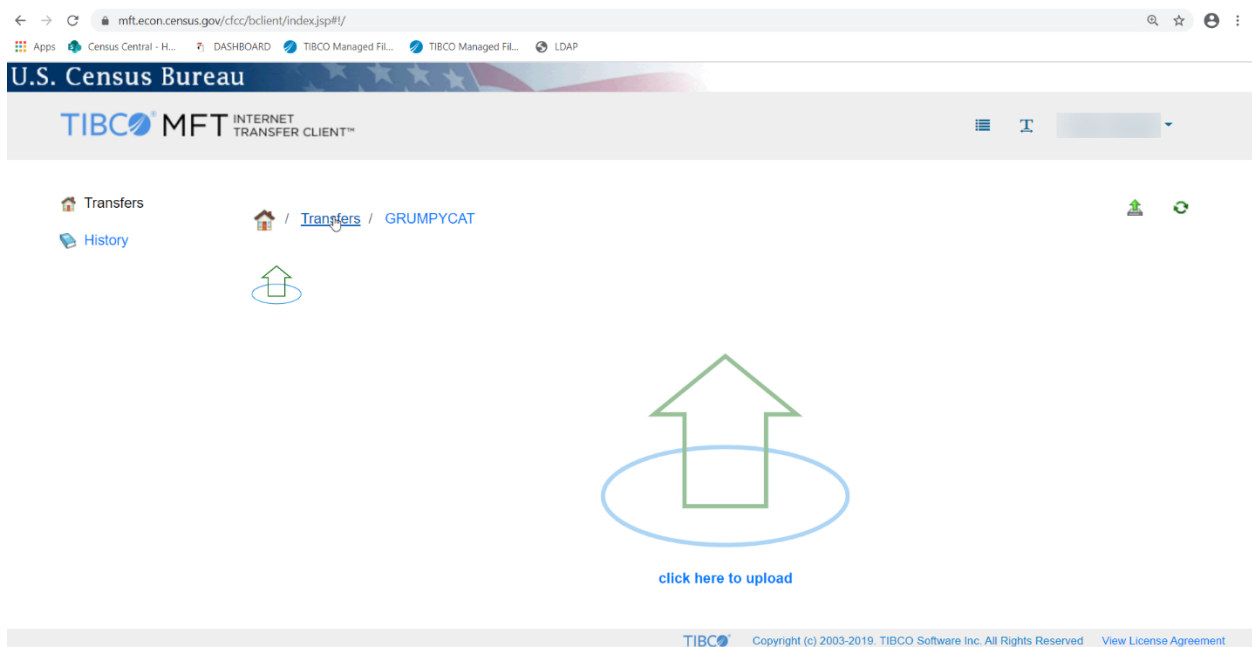 mft.econ.census.gov/cfcc/bclient/index.jsp#!/
Apps Census Central - H... DASHBOARD TIBCO Managed Fil... TIBCO Managed Fil... LDAP
U.S. Census Bureau
TIBCO® MFT INTERNET
TRANSFER CLIENT™
Transfers
/ Transfers / GRUMPYCAT
History
click here to upload
TIBCO® Copyright (c) 2003-2019. TIBCO Software Inc. All Rights Reserved View License Agreement